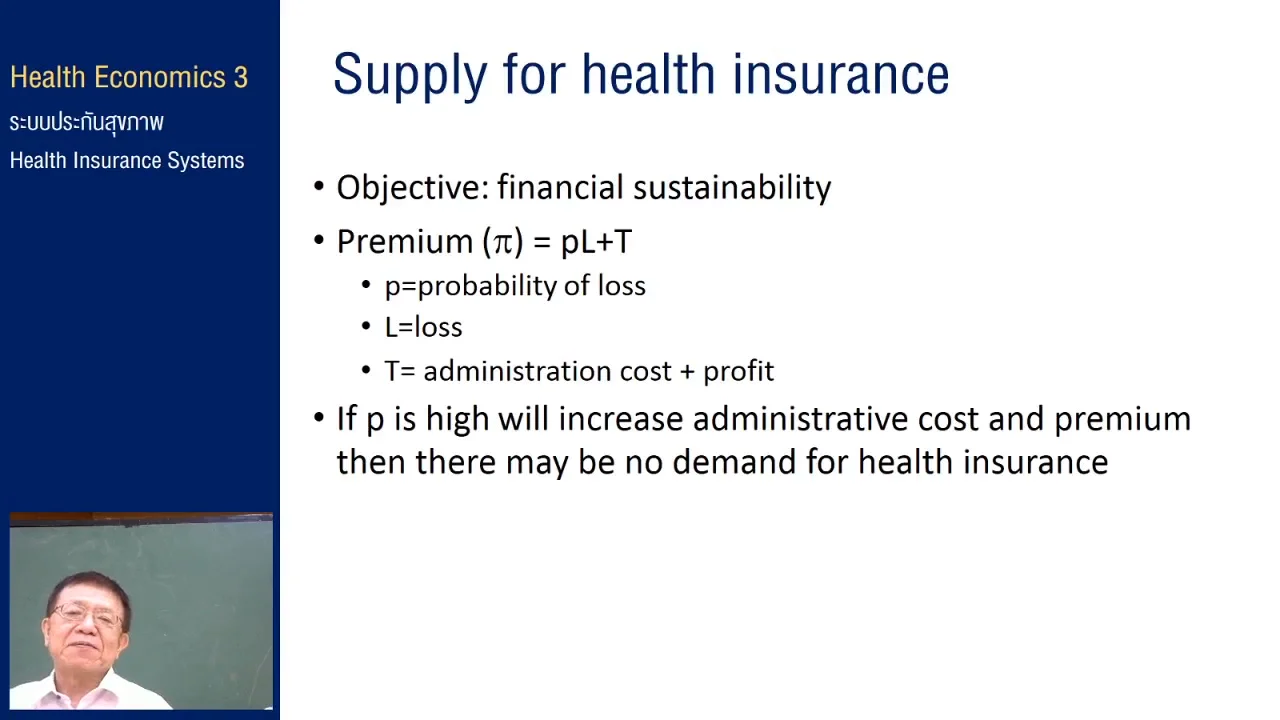 Health Economics 3
ระบบประกันสุขภาพ
Health Insurance Systems
Supply for health insurance
• Objective: financial sustainability
• Premium (π) = pL+T
• p=probability of loss
• L=loss
• T= administration cost + profit
• If p is high will increase administrative cost and premium
then there may be no demand for health insurance